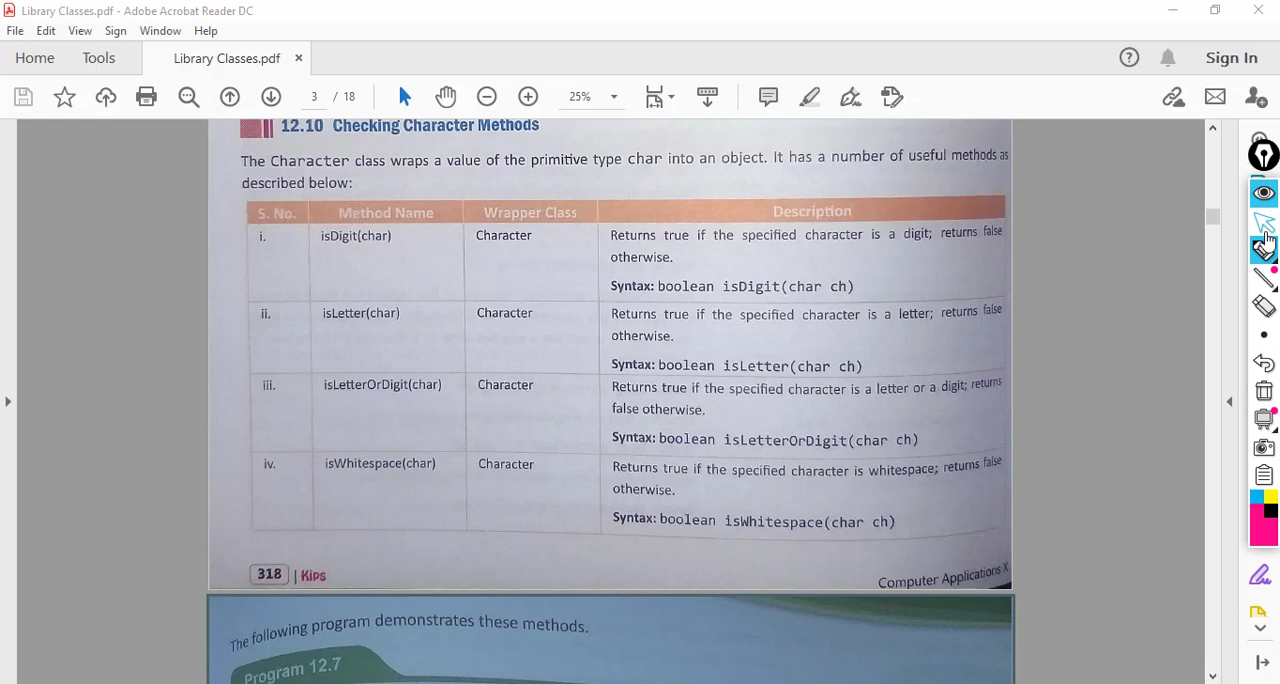 Library Classes.pdf - Adobe Acrobat Reader DC
File Edit View Sign Window Help
Home Tools Library Classes.pdf × Sign In
3 / 18 25%
12.10 Checking Character Methods
The Character class wraps a value of the primitive type char into an object. It has a number of useful methods as
described below:
S. No. Method Name Wrapper Class Description
i. isDigit(char) Character Returns true if the specified character is a digit; returns false
otherwise.
Syntax: boolean isDigit(char ch)
ii. isLetter(char) Character Returns true if the specified character is a letter; returns false
otherwise.
Syntax: boolean isLetter(char ch)
iii. isLetterOrDigit(char) Character Returns true if the specified character is a letter or a digit; returns
false otherwise.
Syntax: boolean isLetterOrDigit(char ch)
iv. isWhitespace(char) Character Returns true if the specified character is whitespace; returns false
otherwise.
Syntax: boolean isWhitespace(char ch)
318 | Kips
Computer Applications X
The following program demonstrates these methods.
Program 12.7